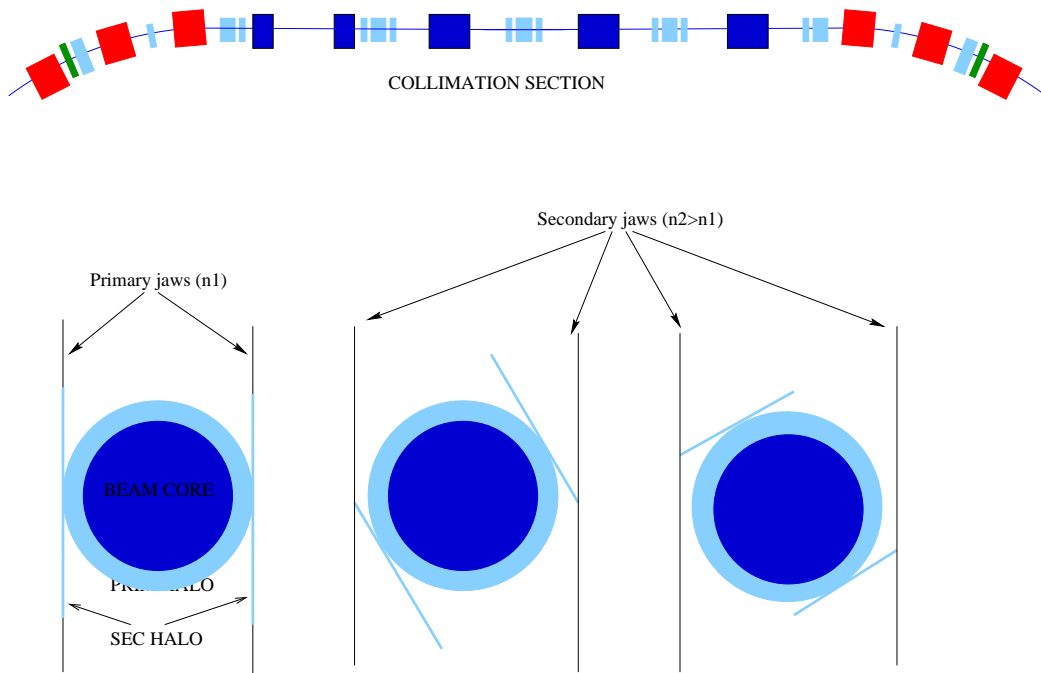 COLLIMATION SECTION
Secondary jaws (n2>n1)
Primary jaws (n1)
BEAM CORE
SEC HALO